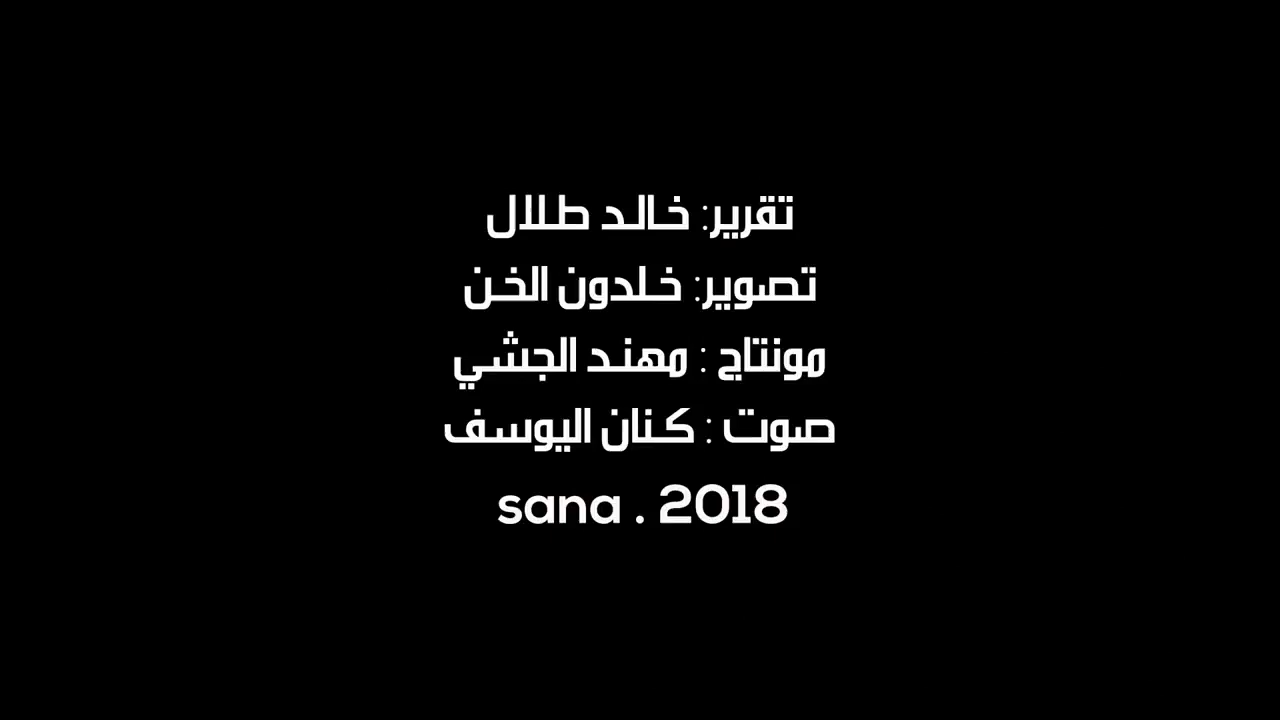 تقرير: خالد طلال
تصوير: خلدون الخن
مونتاج : مهند الجشي
صوت : كنان اليوسف
sana . 2018